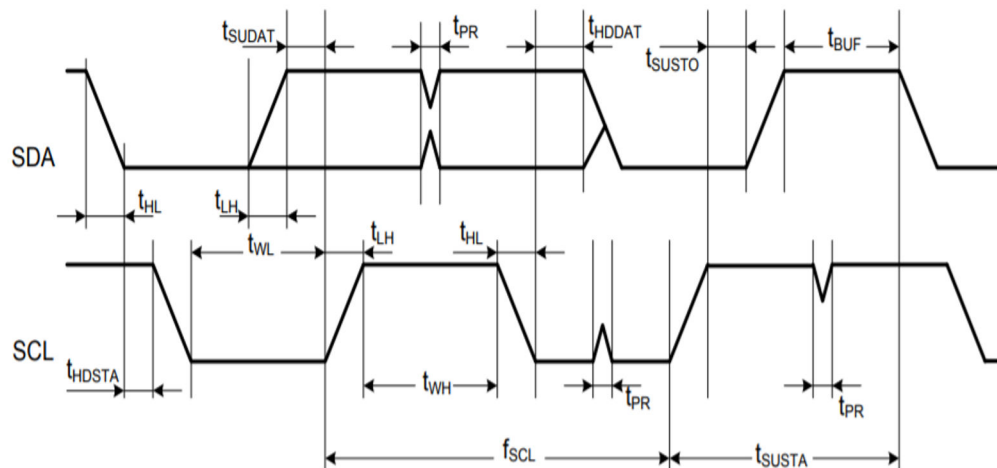 tSUDAT tPR tHDDAT tSUSTO tBUF
SDA
tHL tLH tWL tLH tHL
SCL
tHDSTA tWH tPR tPR
fSCL tSUSTA